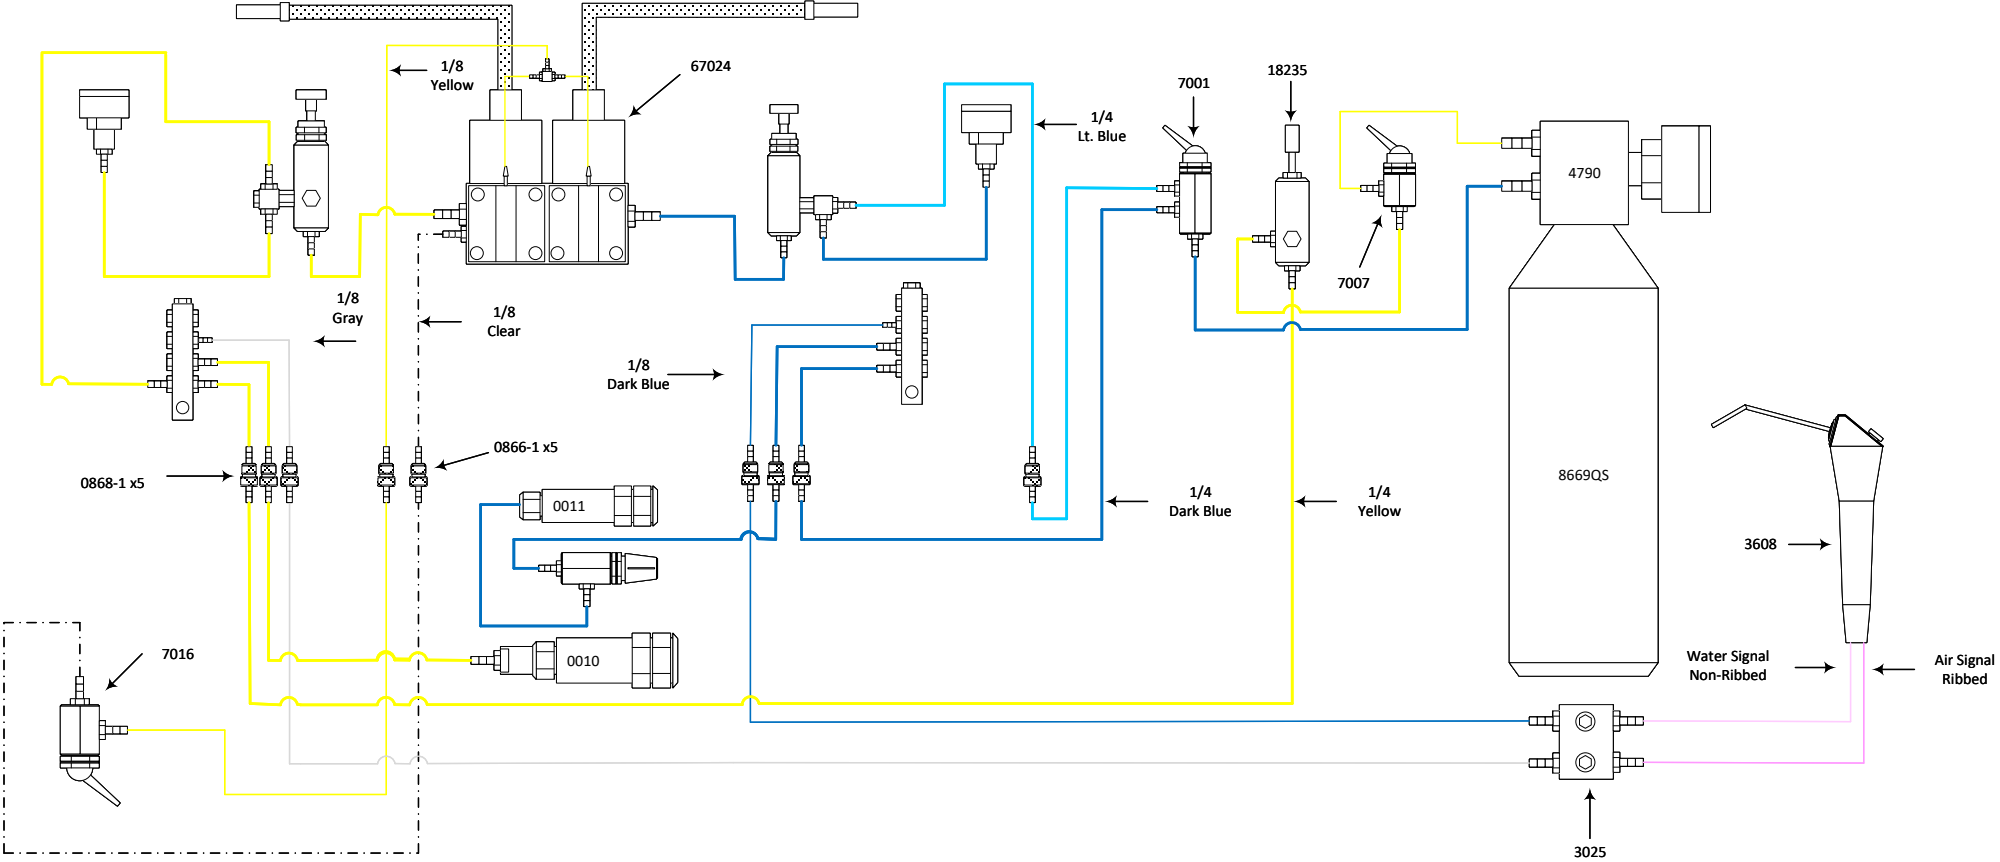 1/8
Yellow
67024
7001
18235
1/4
Lt. Blue
4790
7007
1/8
Gray
1/8
Clear
1/8
Dark Blue
0866-1 x5
0868-1 x5
0011
1/4
Dark Blue
1/4
Yellow
8669QS
3608
7016
0010
Water Signal
Non-Ribbed
Air Signal
Ribbed
3025